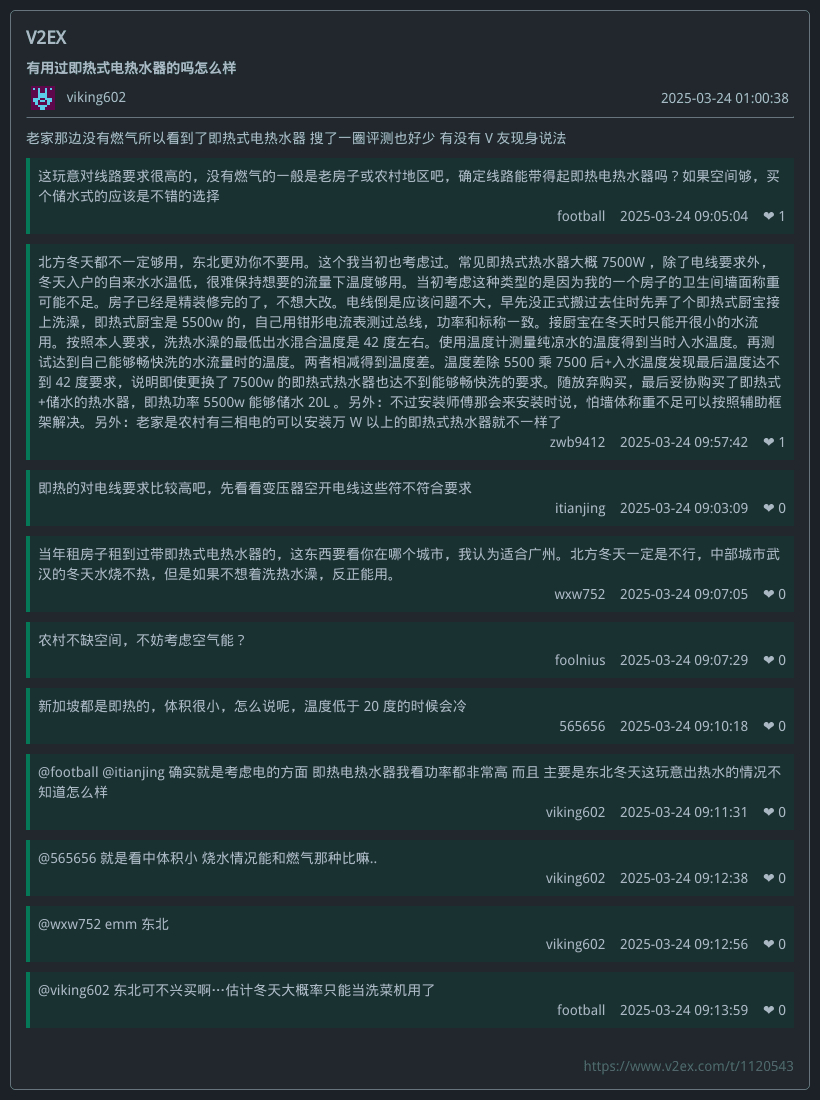 V2EX
有用过即热式电热水器的吗怎么样
viking602
2025-03-24 01:00:38
老家那边没有燃气所以看到了即热式电热水器 搜了一圈评测也好少 有没有 V 友现身说法
这玩意对线路要求很高的，没有燃气的一般是老房子或农村地区吧，确定线路能带得起即热电热水器吗？如果空间够，买
个储水式的应该是不错的选择
football 2025-03-24 09:05:04 ❤ 1
北方冬天都不一定够用，东北更劝你不要用。这个我当初也考虑过。常见即热式热水器大概 7500W ，除了电线要求外，
冬天入户的自来水水温低，很难保持想要的流量下温度够用。当初考虑这种类型的是因为我的一个房子的卫生间墙面称重
可能不足。房子已经是精装修完的了，不想大改。电线倒是应该问题不大，早先没正式搬过去住时先弄了个即热式厨宝接
上洗澡，即热式厨宝是 5500w 的，自己用钳形电流表测过总线，功率和标称一致。接厨宝在冬天时只能开很小的水流
用。按照本人要求，洗热水澡的最低出水混合温度是 42 度左右。使用温度计测量纯凉水的温度得到当时入水温度。再测
试达到自己能够畅快洗的水流量时的温度。两者相减得到温度差。温度差除 5500 乘 7500 后+入水温度发现最后温度达不
到 42 度要求，说明即使更换了 7500w 的即热式热水器也达不到能够畅快洗的要求。随放弃购买，最后妥协购买了即热式
+储水的热水器，即热功率 5500w 能够储水 20L 。另外：不过安装师傅那会来安装时说，怕墙体称重不足可以按照辅助框
架解决。另外：老家是农村有三相电的可以安装万 W 以上的即热式热水器就不一样了
zwb9412 2025-03-24 09:57:42 ❤ 1
即热的对电线要求比较高吧，先看看变压器空开电线这些符不符合要求
itianjing 2025-03-24 09:03:09 ❤ 0
当年租房子租到过带即热式电热水器的，这东西要看你在哪个城市，我认为适合广州。北方冬天一定是不行，中部城市武
汉的冬天水烧不热，但是如果不想着洗热水澡，反正能用。
wxw752 2025-03-24 09:07:05 ❤ 0
农村不缺空间，不妨考虑空气能？
foolnius 2025-03-24 09:07:29 ❤ 0
新加坡都是即热的，体积很小，怎么说呢，温度低于 20 度的时候会冷
565656 2025-03-24 09:10:18 ❤ 0
@football @itianjing 确实就是考虑电的方面 即热电热水器我看功率都非常高 而且 主要是东北冬天这玩意出热水的情况不
知道怎么样
viking602 2025-03-24 09:11:31 ❤ 0
@565656 就是看中体积小 烧水情况能和燃气那种比嘛..
viking602 2025-03-24 09:12:38 ❤ 0
@wxw752 emm 东北
viking602 2025-03-24 09:12:56 ❤ 0
@viking602 东北可不兴买啊…估计冬天大概率只能当洗菜机用了
football 2025-03-24 09:13:59 ❤ 0
https://www.v2ex.com/t/1120543